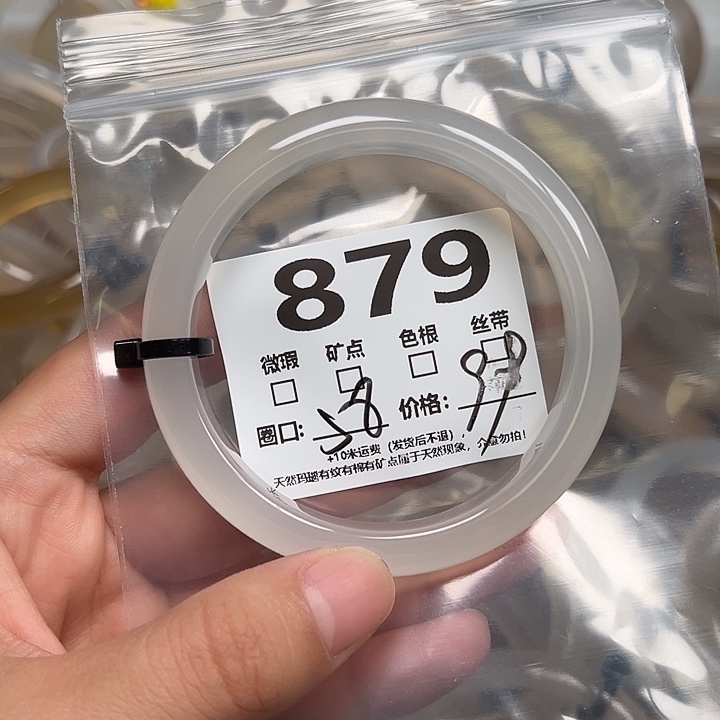 879
微瑕 矿点 色根 丝带
圈口: 58 价格: 99
+10米运费(发货后不退),
天然玛瑙有纹有棉有矿点属于天然现象, 介意勿拍!